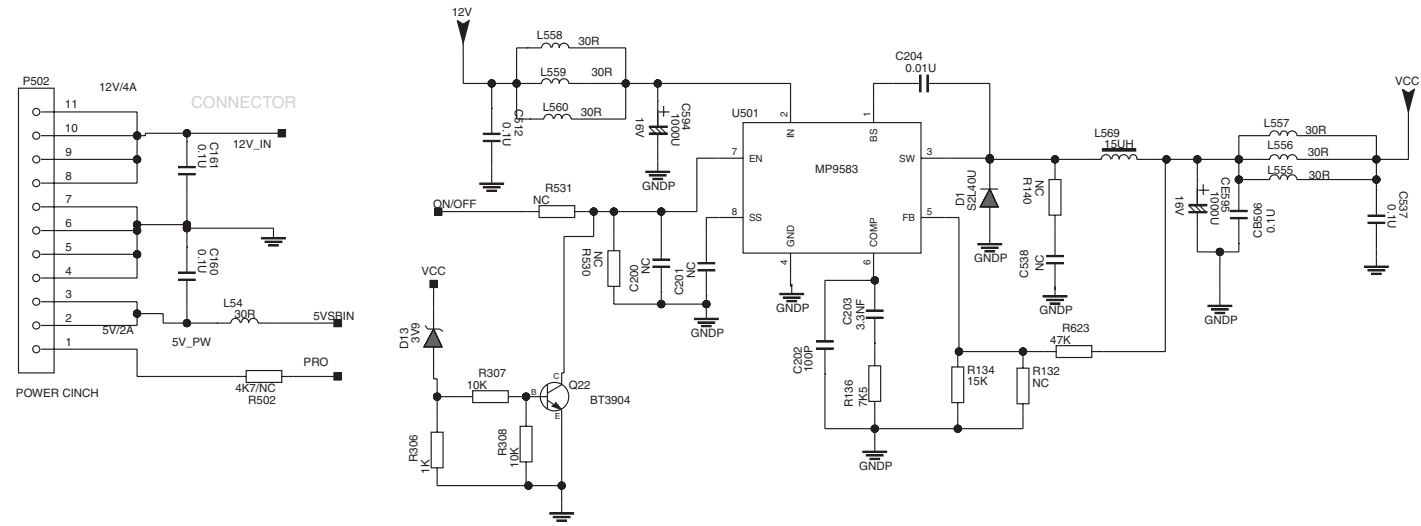 P502
12V/4A
CONNECTOR
11
10
9
8
7
6
5
4
3
2
1
12V_IN
C161
0.1U
C160
0.1U
L54
30R
5VSBIN
5V/2A
5V_PW
PRO
4K7/NC
R502
POWER CINCH
12V
L558
30R
L559
30R
L560
30R
C512
0.1U
C594
1000U
16V
C204
0.01U
U501
2
IN
1
BS
7
EN
MP9583
SW
3
8
SS
FB
5
GND
4
COMP
6
GNDP
ON/OFF
R531
NC
R530
NC
C200
NC
C201
NC
GNDP
GNDP
VCC
D13
3V9
R307
10K
B
C
E
Q22
BT3904
R306
1K
R308
10K
C202
100P
C203
3.3NF
R136
7K5
GNDP
R134
15K
R132
NC
R623
47K
D1
S2L40U
GNDP
R140
NC
C538
NC
GNDP
L569
15UH
16V
CE595
1000U
CB506
0.1U
GNDP
L557
30R
L556
30R
L555
30R
C537
0.1U
VCC